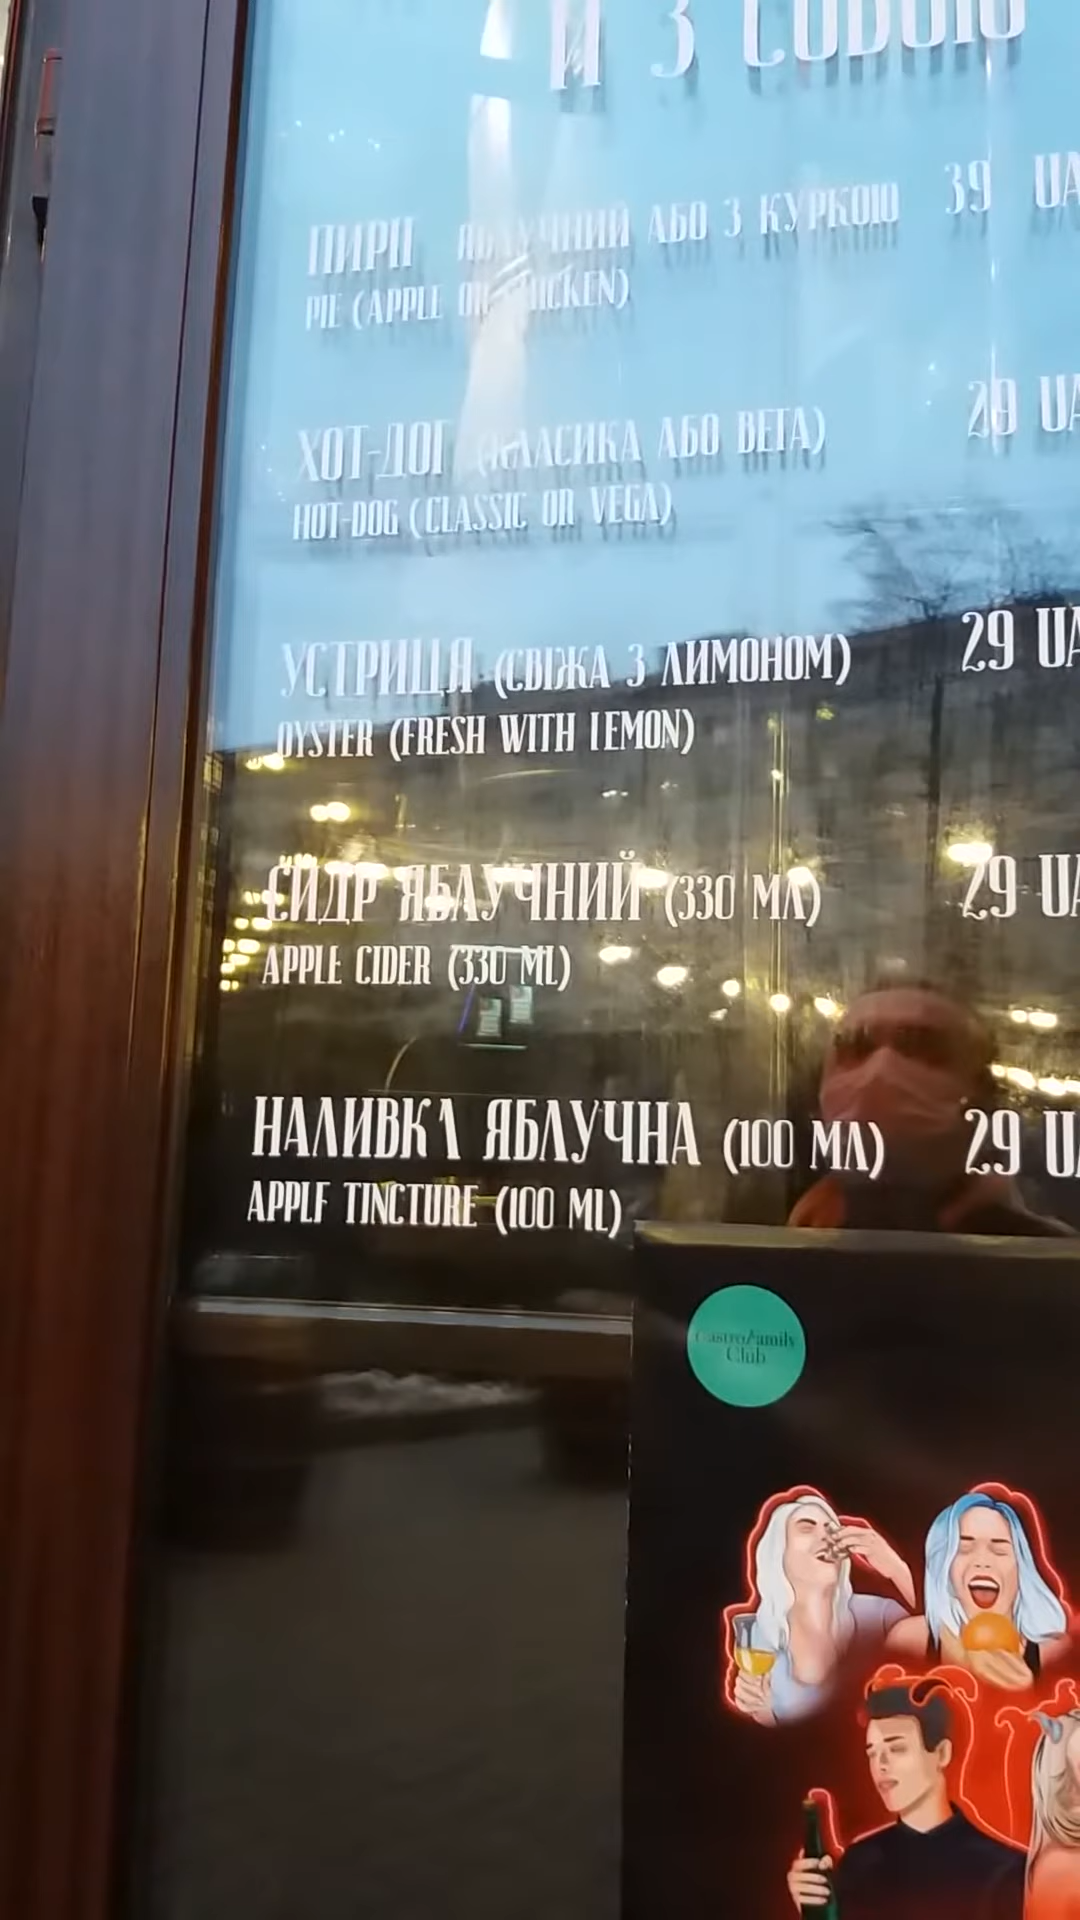 И З СОБОЮ
ПИРІГ ЯБЛУЧНИЙ АБО З КУРКОЮ 39 UA
PIE (APPLE OR CHICKEN)
ХОТ-ДОГ (КЛАСИКА АБО ВЕГА) 29 UA
HOT-DOG (CLASSIC OR VEGA)
УСТРИЦЯ (СВІЖА З ЛИМОНОМ) 29 UA
OYSTER (FRESH WITH LEMON)
СИДР ЯБЛУЧНИЙ (330 МЛ) 29 UA
APPLE CIDER (330 ML)
НАЛИВКА ЯБЛУЧНА (100 МЛ) 29 UA
APPLE TINCTURE (100 ML)
GastroFamily
Club